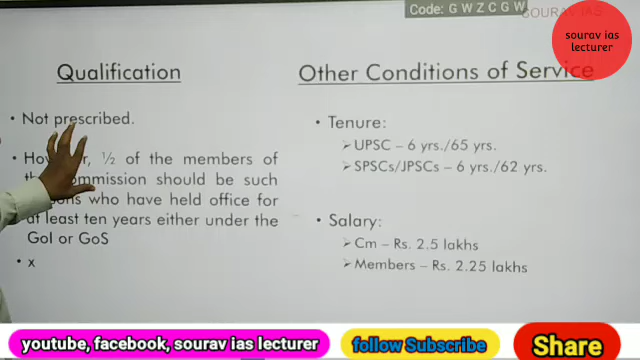 Code: G W Z C G W
SOURAV IAS
sourav ias
lecturer
Qualification
• Not prescribed.
½ of the members of
commission should be such
who have held office for
at least ten years either under the
GoI or GoS
• x
Other Conditions of Service
• Tenure:
➢ UPSC – 6 yrs./65 yrs.
➢ SPSCs/JPSCs – 6 yrs./62 yrs.
• Salary:
➢ Cm – Rs. 2.5 lakhs
➢ Members – Rs. 2.25 lakhs
youtube, facebook, sourav ias lecturer
follow Subscribe
Share